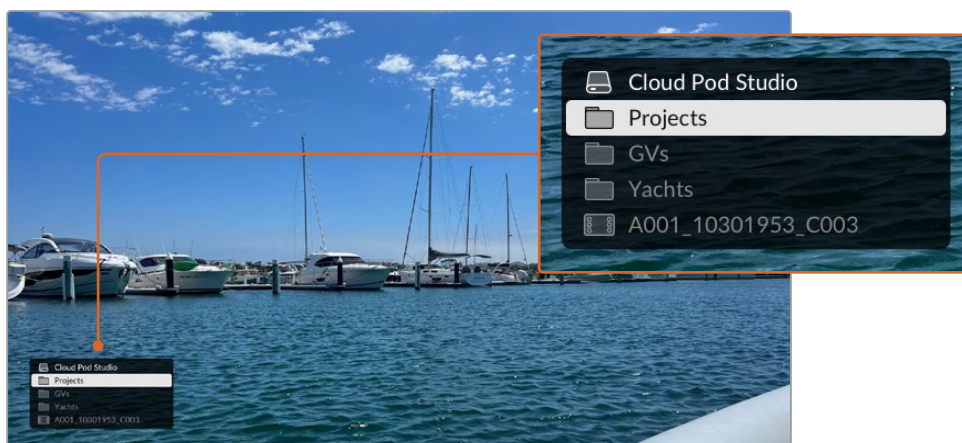 Cloud Pod Studio
Projects
GVs
Yachts
A001_10301953_C003
Cloud Pod Studio
Projects
GVs
Yachts
A001_10301953_C003